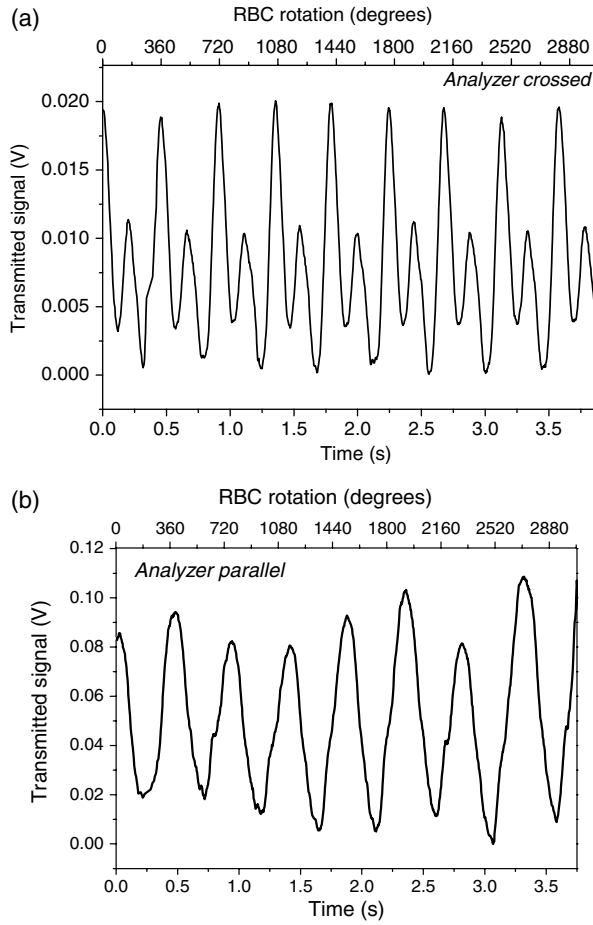 (a)
RBC rotation (degrees)
0 360 720 1080 1440 1800 2160 2520 2880
Analyzer crossed
0.020
0.015
0.010
0.005
0.000
Transmitted signal (V)
0.0 0.5 1.0 1.5 2.0 2.5 3.0 3.5
Time (s)
(b)
RBC rotation (degrees)
0 360 720 1080 1440 1800 2160 2520 2880
0.12
Analyzer parallel
0.10
0.08
0.06
0.04
0.02
0.00
Transmitted signal (V)
0.0 0.5 1.0 1.5 2.0 2.5 3.0 3.5
Time (s)